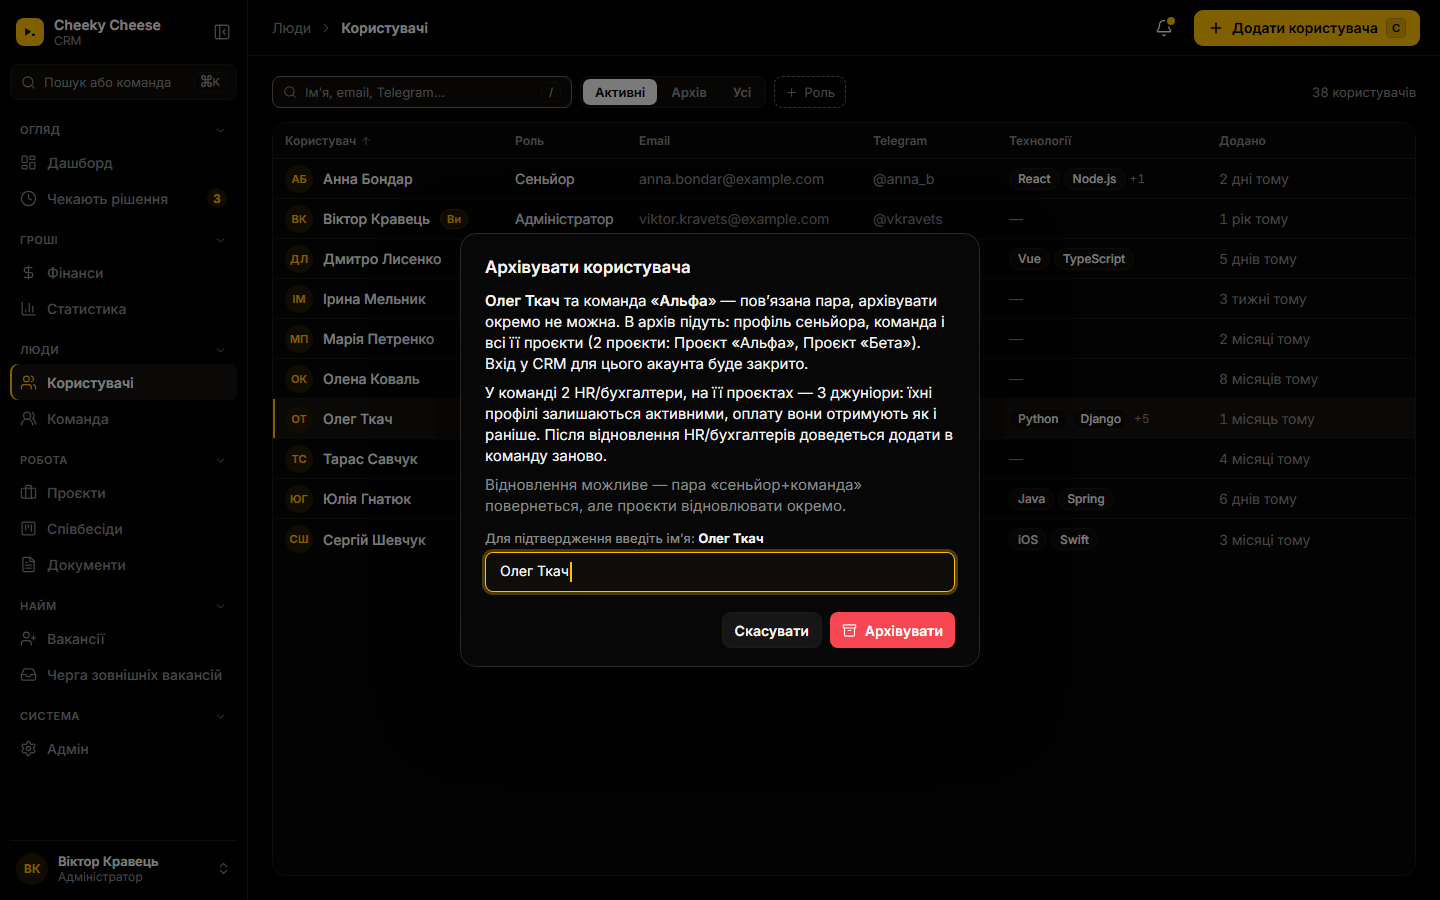 Cheeky Cheese
CRM
Пошук або команда ⌘K
ОГЛЯД
Дашборд
Чекають рішення 3
ГРОШІ
Фінанси
Статистика
ЛЮДИ
Користувачі
Команда
РОБОТА
Проєкти
Співбесіди
Документи
НАЙМ
Вакансії
Черга зовнішніх вакансій
СИСТЕМА
Адмін
ВК Віктор Кравець
Адміністратор
Люди > Користувачі
+ Додати користувача C
Ім'я, email, Telegram... /
Активні Архів Усі + Роль
38 користувачів
Користувач ↑ Роль Email Telegram Технології Додано
АБ Анна Бондар Сеньйор anna.bondar@example.com @anna_b React Node.js +1 2 дні тому
ВК Віктор Кравець Ви Адміністратор viktor.kravets@example.com @vkravets — 1 рік тому
ДЛ Дмитро Лисенко Vue TypeScript 5 днів тому
ІМ Ірина Мельник — 3 тижні тому
МП Марія Петренко — 2 місяці тому
ОК Олена Коваль — 8 місяців тому
ОТ Олег Ткач Python Django +5 1 місяць тому
ТС Тарас Савчук — 4 місяці тому
ЮГ Юлія Гнатюк Java Spring 6 днів тому
СШ Сергій Шевчук iOS Swift 3 місяці тому
Архівувати користувача
Олег Ткач та команда «Альфа» — пов'язана пара, архівувати
окремо не можна. В архів підуть: профіль сеньйора, команда і
всі її проєкти (2 проєкти: Проєкт «Альфа», Проєкт «Бета»).
Вхід у CRM для цього акаунта буде закрито.
У команді 2 HR/бухгалтери, на її проєктах — 3 джуніори: їхні
профілі залишаються активними, оплату вони отримують як і
раніше. Після відновлення HR/бухгалтерів доведеться додати в
команду заново.
Відновлення можливе — пара «сеньйор+команда»
повернеться, але проєкти відновлювати окремо.
Для підтвердження введіть ім'я: Олег Ткач
Олег Ткач
Скасувати Архівувати